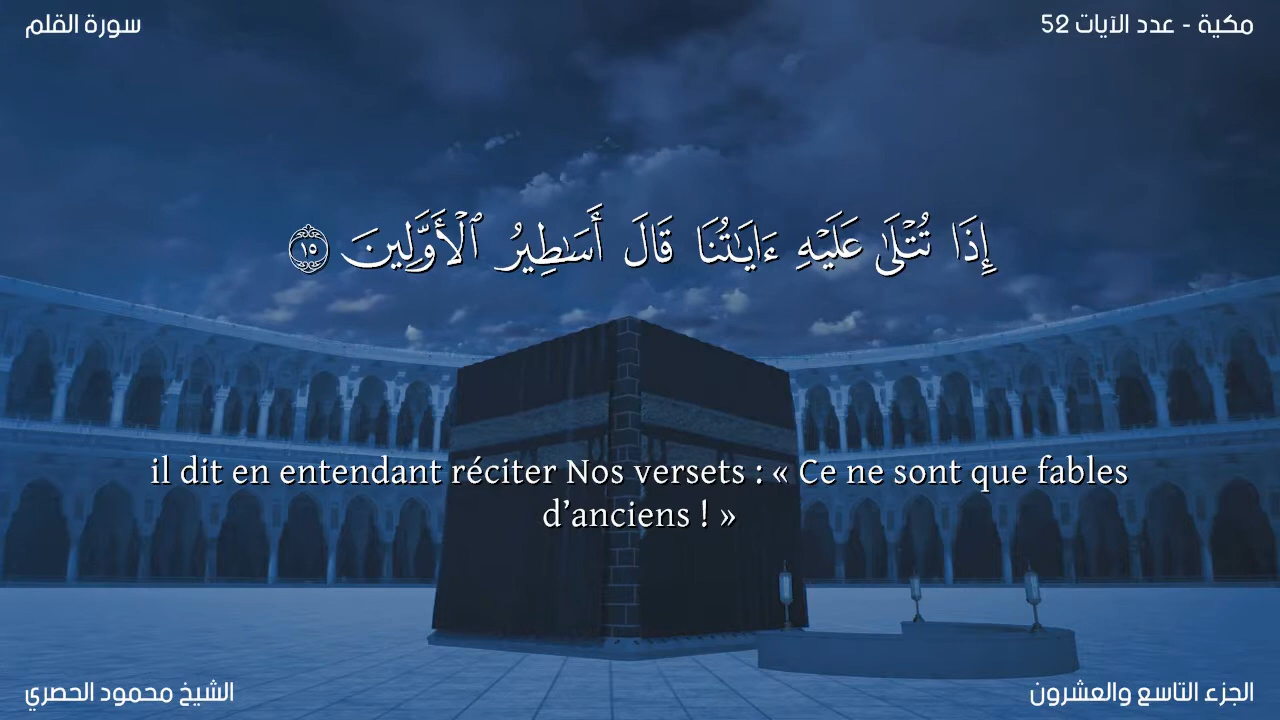 مكية - عدد الآيات 52
سورة القلم
إِذَا تُتْلَىٰ عَلَيْهِ ءَايَـٰتُنَا قَالَ أَسَـٰطِيرُ ٱلْأَوَّلِينَ ١٥
il dit en entendant réciter Nos versets : « Ce ne sont que fables
d’anciens ! »
الجزء التاسع والعشرون
الشيخ محمود الحصري